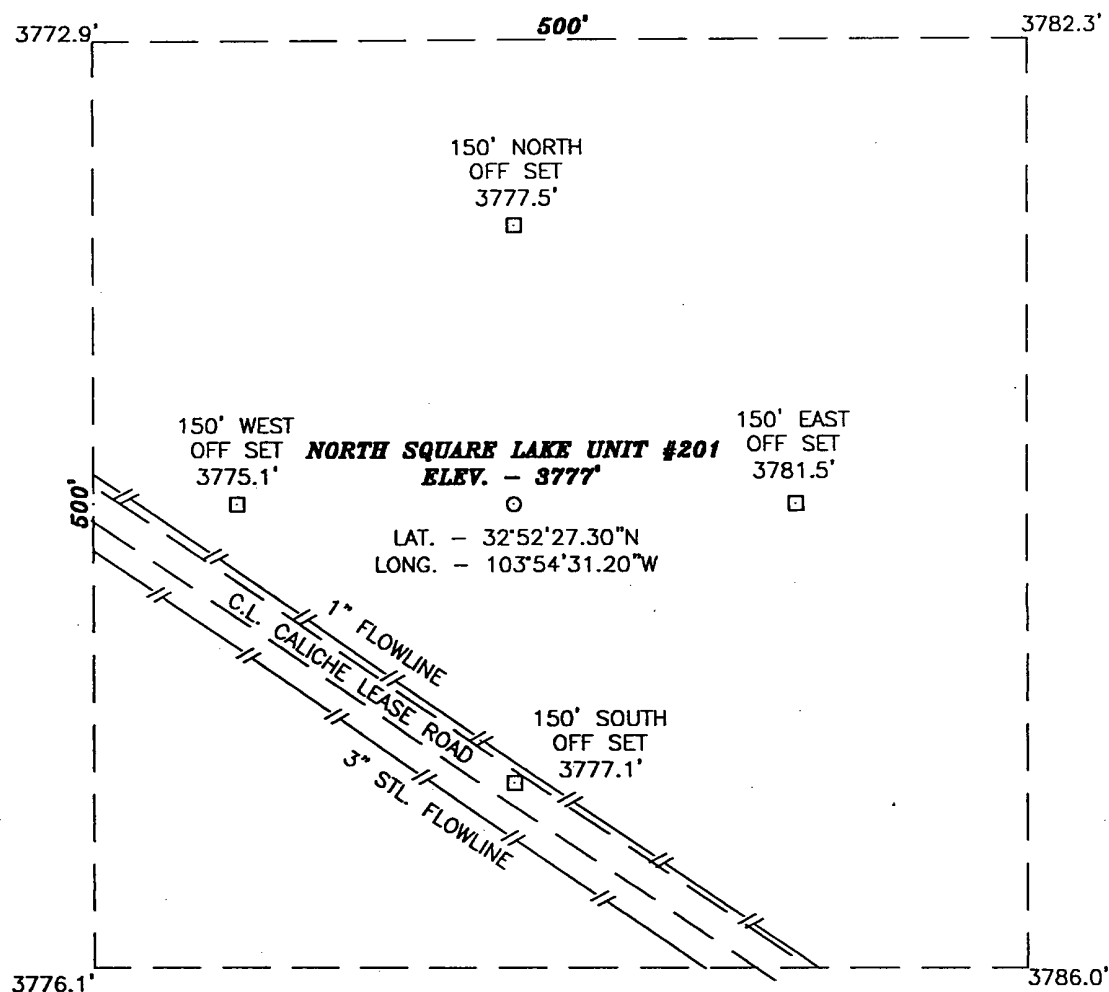 3772.9'
500'
3782.3'
150' NORTH
OFF SET
3777.5'
150' WEST
OFF SET
3775.1'
NORTH SQUARE LAKE UNIT #201
ELEV. - 3777'
150' EAST
OFF SET
3781.5'
500'
LAT. - 32°52'27.30"N
LONG. - 103°54'31.20"W
1" FLOWLINE
C.L. CALICHE LEASE ROAD
3" STL. FLOWLINE
150' SOUTH
OFF SET
3777.1'
3776.1'
3786.0'